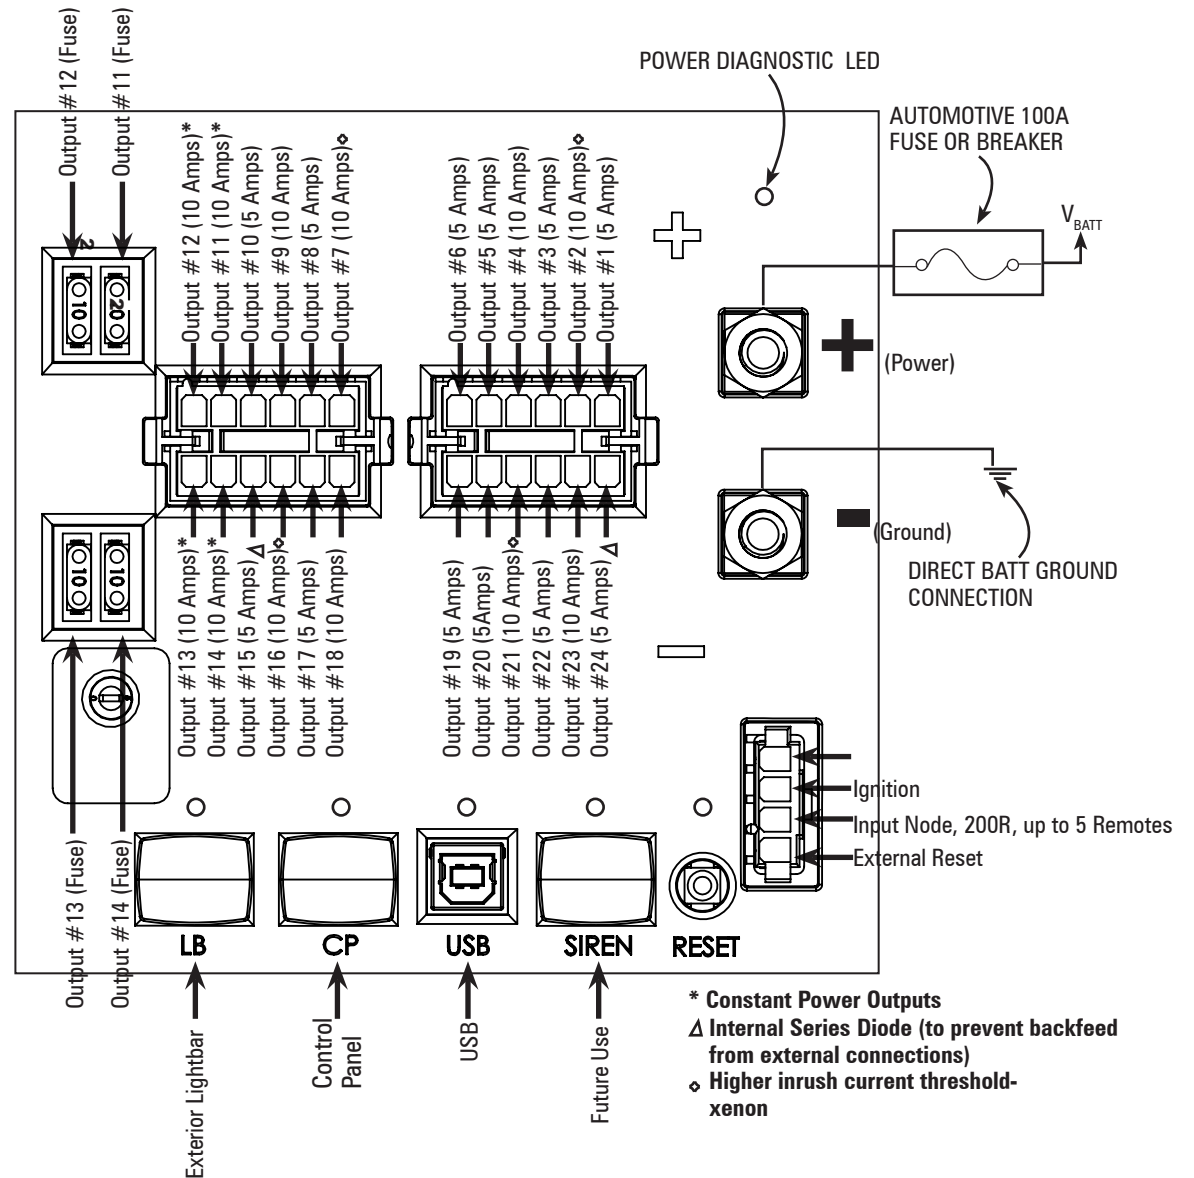 Output #12 (Fuse)
Output #11 (Fuse)
POWER DIAGNOSTIC LED
AUTOMOTIVE 100A
FUSE OR BREAKER
V BATT
2
10
20
Output #12 (10 Amps)*
Output #11 (10 Amps)*
Output #10 (5 Amps)
Output #9 (10 Amps)
Output #8 (5 Amps)
Output #7 (10 Amps)⋄
Output #6 (5 Amps)
Output #5 (5 Amps)
Output #4 (10 Amps)
Output #3 (5 Amps)
Output #2 (10 Amps)⋄
Output #1 (5 Amps)
(Power)
(Ground)
DIRECT BATT GROUND
CONNECTION
10
10
Output #13 (10 Amps)*
Output #14 (10 Amps)*
Output #15 (5 Amps) Δ
Output #16 (10 Amps)⋄
Output #17 (5 Amps)
Output #18 (10 Amps)
Output #19 (5 Amps)
Output #20 (5Amps)
Output #21 (10 Amps)⋄
Output #22 (5 Amps)
Output #23 (10 Amps)
Output #24 (5 Amps) Δ
Ignition
Input Node, 200R, up to 5 Remotes
External Reset
Output #13 (Fuse)
Output #14 (Fuse)
LB
CP
USB
SIREN
RESET
Exterior Lightbar
Control
Panel
USB
Future Use
* Constant Power Outputs
Δ Internal Series Diode (to prevent backfeed
from external connections)
⋄ Higher inrush current threshold-
xenon